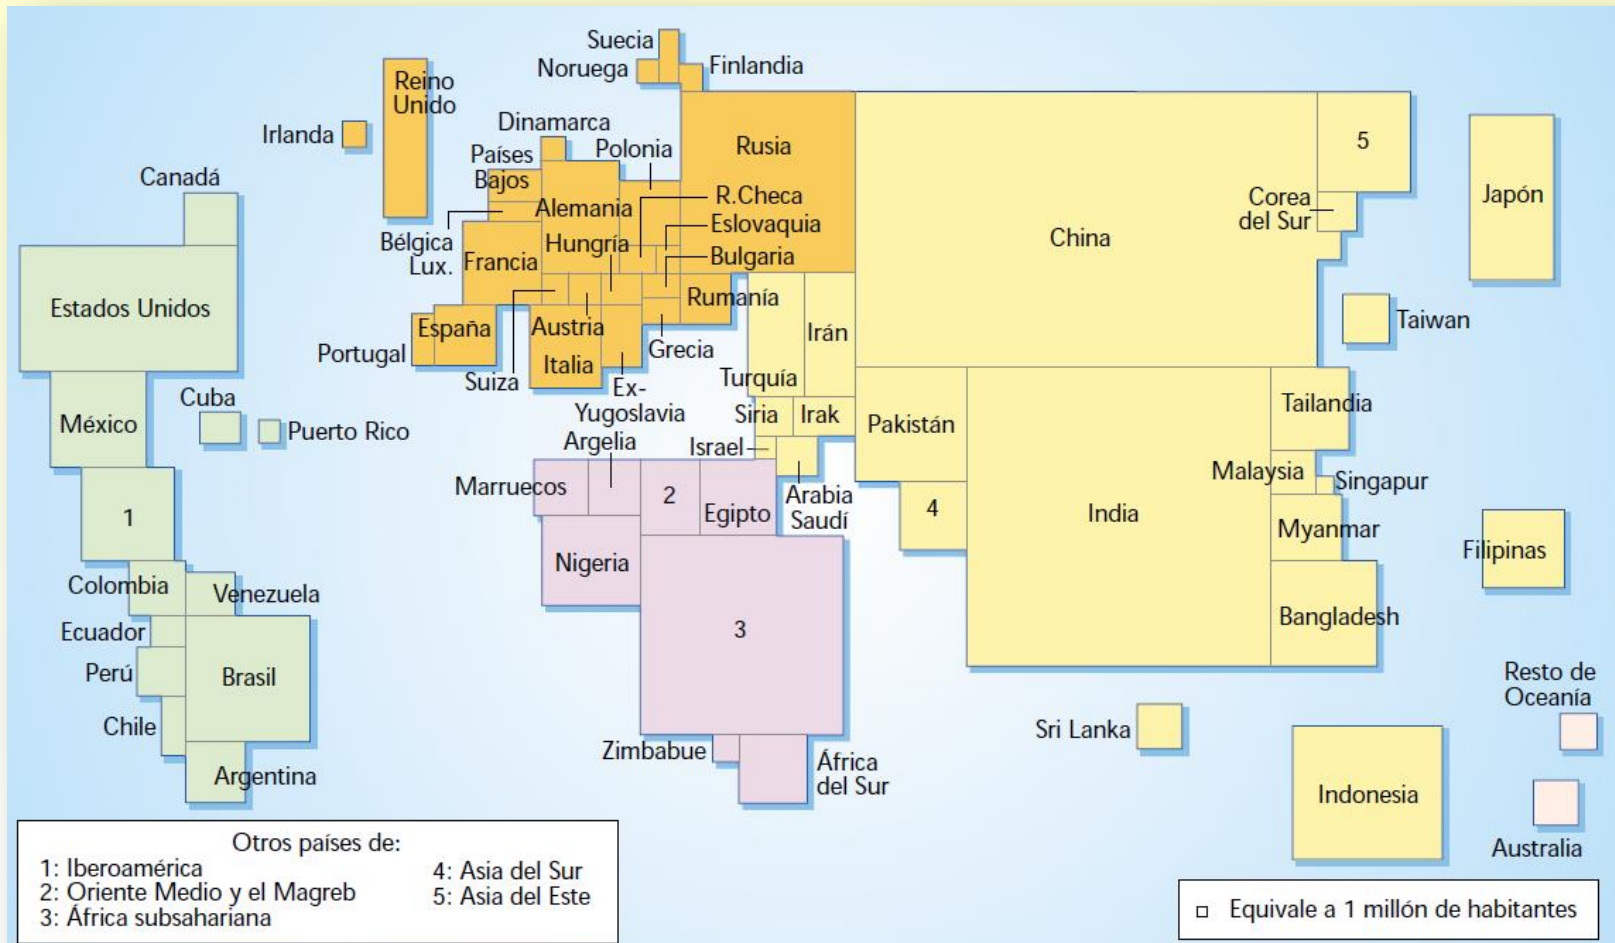 Suecia
Noruega
Finlandia
Reino
Unido
Irlanda
Dinamarca
Países
Bajos
Polonia
Rusia
R.Checa
Alemania
Eslovaquia
Hungría
Bulgaria
Bélgica
Lux.
Francia
Rumanía
España
Portugal
Suiza
Austria
Italia
Grecia
Ex-
Yugoslavia
Canadá
Estados Unidos
México
Cuba
Puerto Rico
1
Colombia
Venezuela
Ecuador
Perú
Brasil
Chile
Argentina
Argelia
Marruecos
2
Egipto
Nigeria
3
Zimbabue
África
del Sur
Turquía
Irán
Siria
Irak
Israel
Arabia
Saudí
China
5
Corea
del Sur
Japón
Taiwan
Pakistán
4
India
Tailandia
Malaysia
Singapur
Myanmar
Bangladesh
Filipinas
Sri Lanka
Indonesia
Resto de
Oceanía
Australia
Otros países de:
1: Iberoamérica
2: Oriente Medio y el Magreb
3: África subsahariana
4: Asia del Sur
5: Asia del Este
Equivale a 1 millón de habitantes